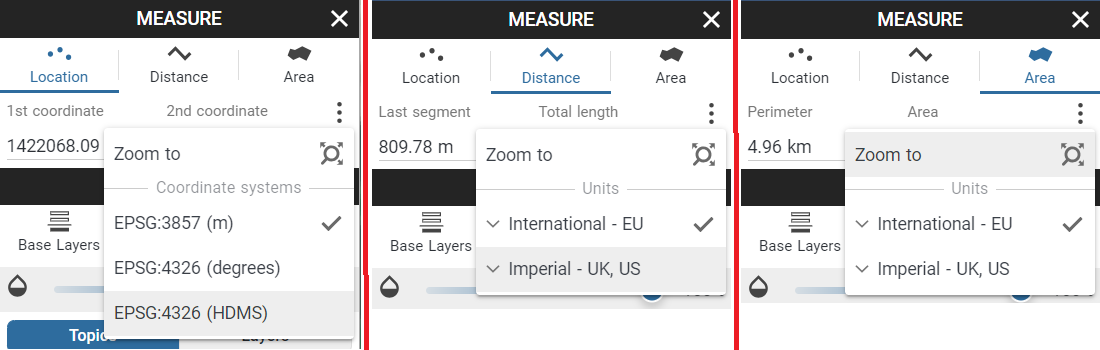 MEASURE
Location Distance Area
1st coordinate 2nd coordinate
1422068.09
Zoom to
Coordinate systems
EPSG:3857 (m)
Base Layers
EPSG:4326 (degrees)
EPSG:4326 (HDMS)
Topics
MEASURE
Location Distance Area
Last segment Total length
809.78 m
Zoom to
Units
International - EU
Base Layers
Imperial - UK, US
MEASURE
Location Distance Area
Perimeter Area
4.96 km
Zoom to
Units
International - EU
Base Layers
Imperial - UK, US